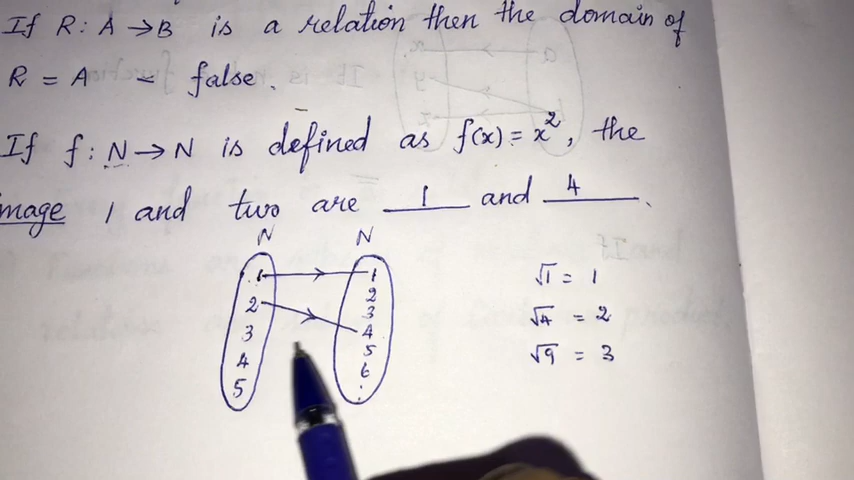 If R: A → B is a relation then the domain of
R = A – false.
If f: N → N is defined as f(x) = x², the
image 1 and two are 1 and 4.
N N
1 1
2 2
3 3
4 4
5 5
6
√1 = 1
√4 = 2
√9 = 3